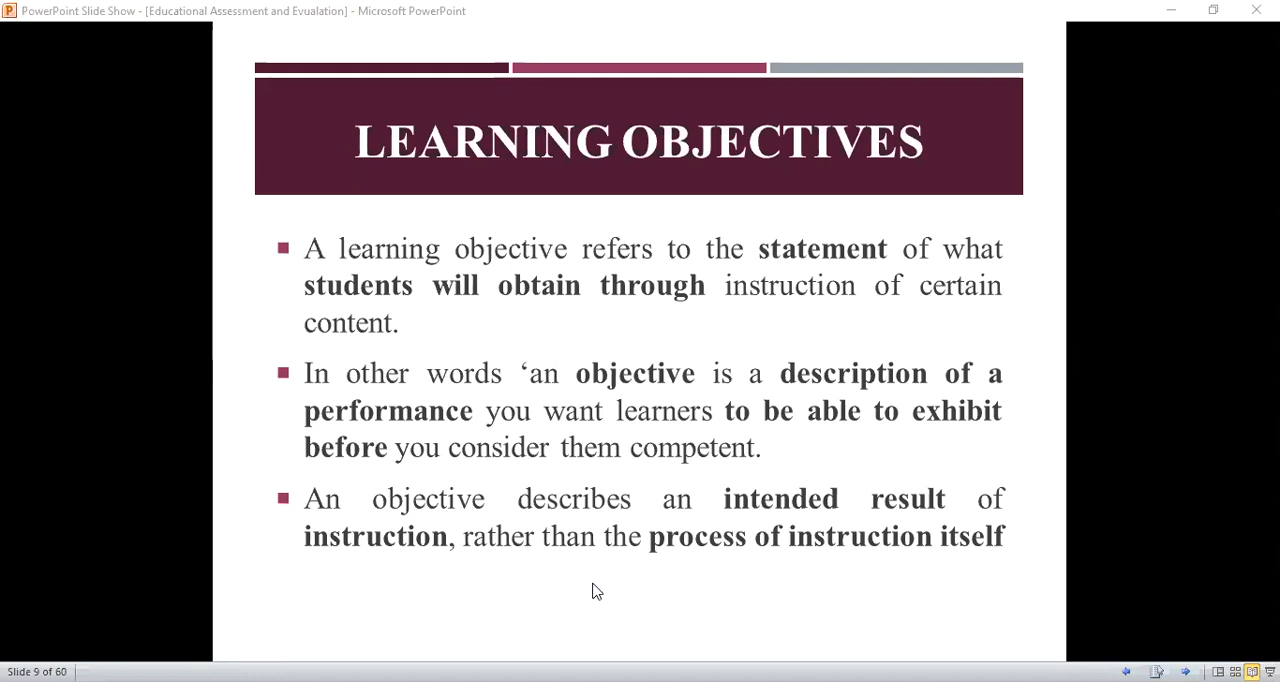 PowerPoint Slide Show - [Educational Assessment and Evualation] - Microsoft PowerPoint
LEARNING OBJECTIVES
A learning objective refers to the statement of what
students will obtain through instruction of certain
content.
In other words ‘an objective is a description of a
performance you want learners to be able to exhibit
before you consider them competent.
An objective describes an intended result of
instruction, rather than the process of instruction itself
Slide 9 of 60